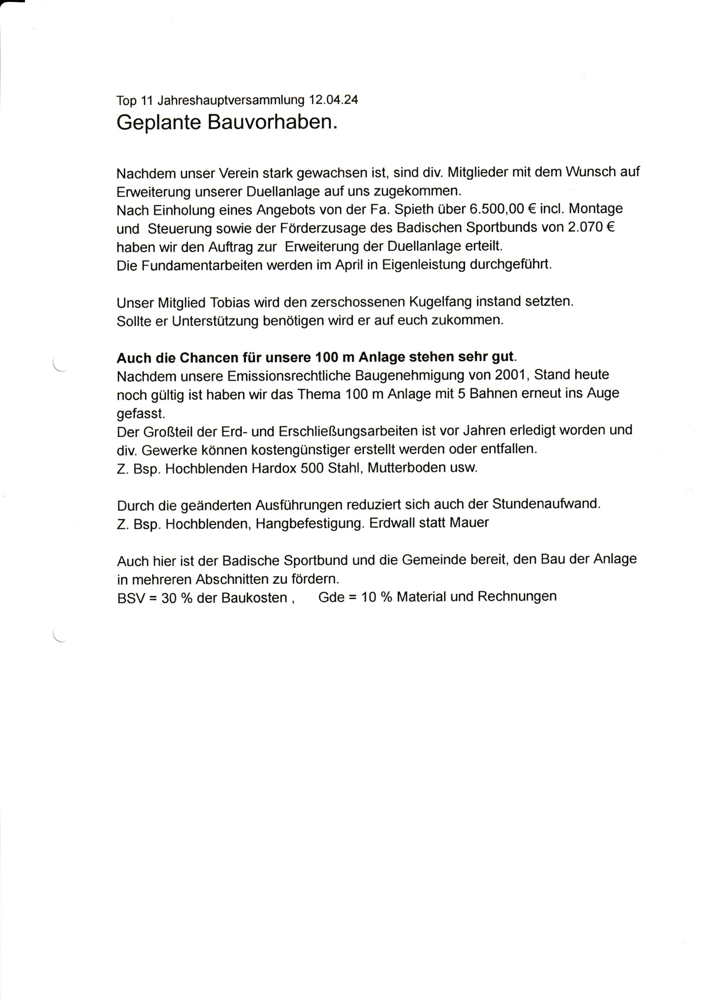 Top 11 Jahreshauptversammlung 12.04.24
Geplante Bauvorhaben.
Nachdem unser Verein stark gewachsen ist, sind div. Mitglieder mit dem Wunsch auf
Erweiterung unserer Duellanlage auf uns zugekommen.
Nach Einholung eines Angebots von der Fa. Spieth über 6.500,00 € incl. Montage
und  Steuerung sowie der Förderzusage des Badischen Sportbunds von 2.070 €
haben wir den Auftrag zur  Erweiterung der Duellanlage erteilt.
Die Fundamentarbeiten werden im April in Eigenleistung durchgeführt.
Unser Mitglied Tobias wird den zerschossenen Kugelfang instand setzten.
Sollte er Unterstützung benötigen wird er auf euch zukommen.
Auch die Chancen für unsere 100 m Anlage stehen sehr gut.
Nachdem unsere Emissionsrechtliche Baugenehmigung von 2001, Stand heute
noch gültig ist haben wir das Thema 100 m Anlage mit 5 Bahnen erneut ins Auge
gefasst.
Der Großteil der Erd- und Erschließungsarbeiten ist vor Jahren erledigt worden und
div. Gewerke können kostengünstiger erstellt werden oder entfallen.
Z. Bsp. Hochblenden Hardox 500 Stahl, Mutterboden usw.
Durch die geänderten Ausführungen reduziert sich auch der Stundenaufwand.
Z. Bsp. Hochblenden, Hangbefestigung. Erdwall statt Mauer
Auch hier ist der Badische Sportbund und die Gemeinde bereit, den Bau der Anlage
in mehreren Abschnitten zu fördern.
BSV = 30 % der Baukosten ,      Gde = 10 % Material und Rechnungen